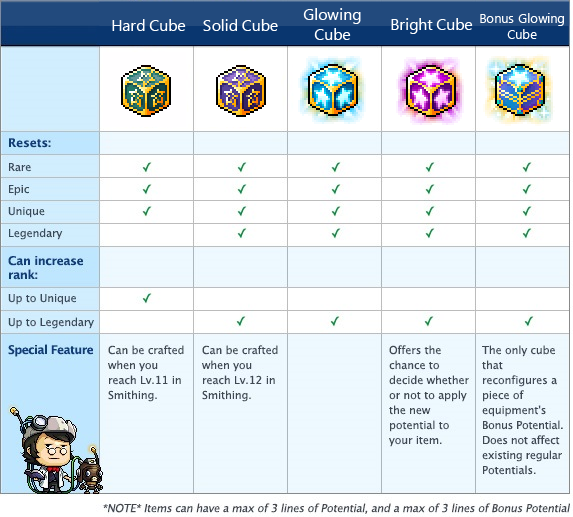 Hard Cube
Solid Cube
Glowing
Cube
Bright Cube
Bonus Glowing
Cube
Resets:
Rare ✓ ✓ ✓ ✓ ✓
Epic ✓ ✓ ✓ ✓ ✓
Unique ✓ ✓ ✓ ✓ ✓
Legendary ✓ ✓ ✓ ✓
Can increase
rank:
Up to Unique ✓
Up to Legendary ✓ ✓ ✓ ✓
Special Feature
Can be crafted
when you
reach Lv.11 in
Smithing.
Can be crafted
when you
reach Lv.12 in
Smithing.
Offers the
chance to
decide whether
or not to apply
the new
potential to
your item.
The only cube
that
reconfigures a
piece of
equipment's
Bonus Potential.
Does not affect
existing regular
Potentials.
*NOTE* Items can have a max of 3 lines of Potential, and a max of 3 lines of Bonus Potential